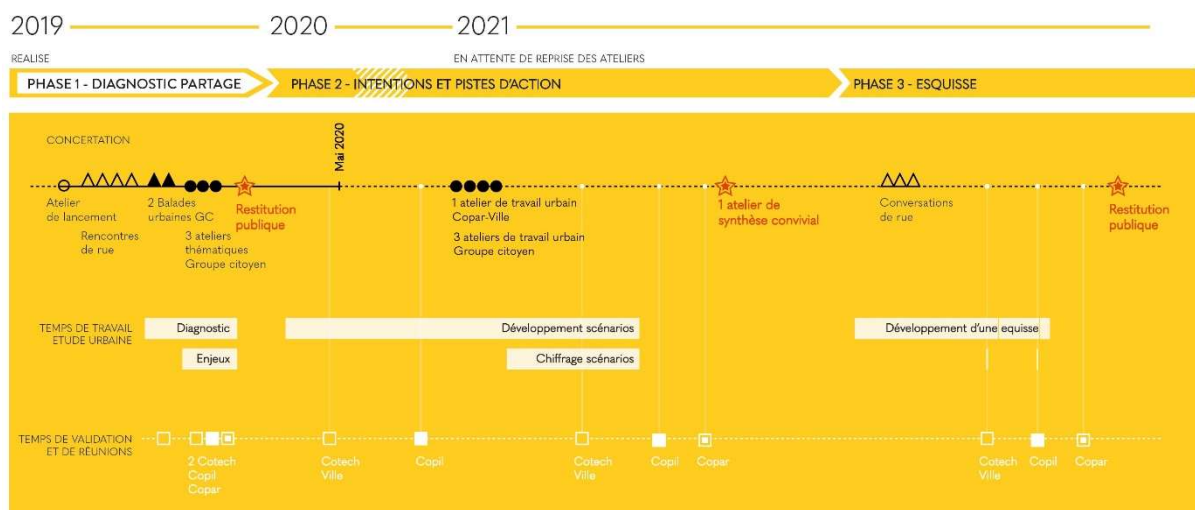 2019
2020
2021
REALISE
EN ATTENTE DE REPRISE DES ATELIERS
PHASE 1 - DIAGNOSTIC PARTAGE
PHASE 2 - INTENTIONS ET PISTES D'ACTION
PHASE 3 - ESQUISSE
CONCERTATION
Mai 2020
Atelier
de lancement
Rencontres
de rue
2 Balades
urbaines GC
3 ateliers
thématiques
Groupe citoyen
Restitution
publique
1 atelier de travail urbain
Copar-Ville
3 ateliers de travail urbain
Groupe citoyen
1 atelier de
synthèse convivial
Conversations
de rue
Restitution
publique
TEMPS DE TRAVAIL
ETUDE URBAINE
Diagnostic
Enjeux
Développement scénarios
Chiffrage scénarios
Développement d'une equisse
TEMPS DE VALIDATION
ET DE RÉUNIONS
2 Cotech
Copil
Copar
Cotech
Ville
Copil
Cotech
Ville
Copil
Copar
Cotech
Ville
Copil
Copar